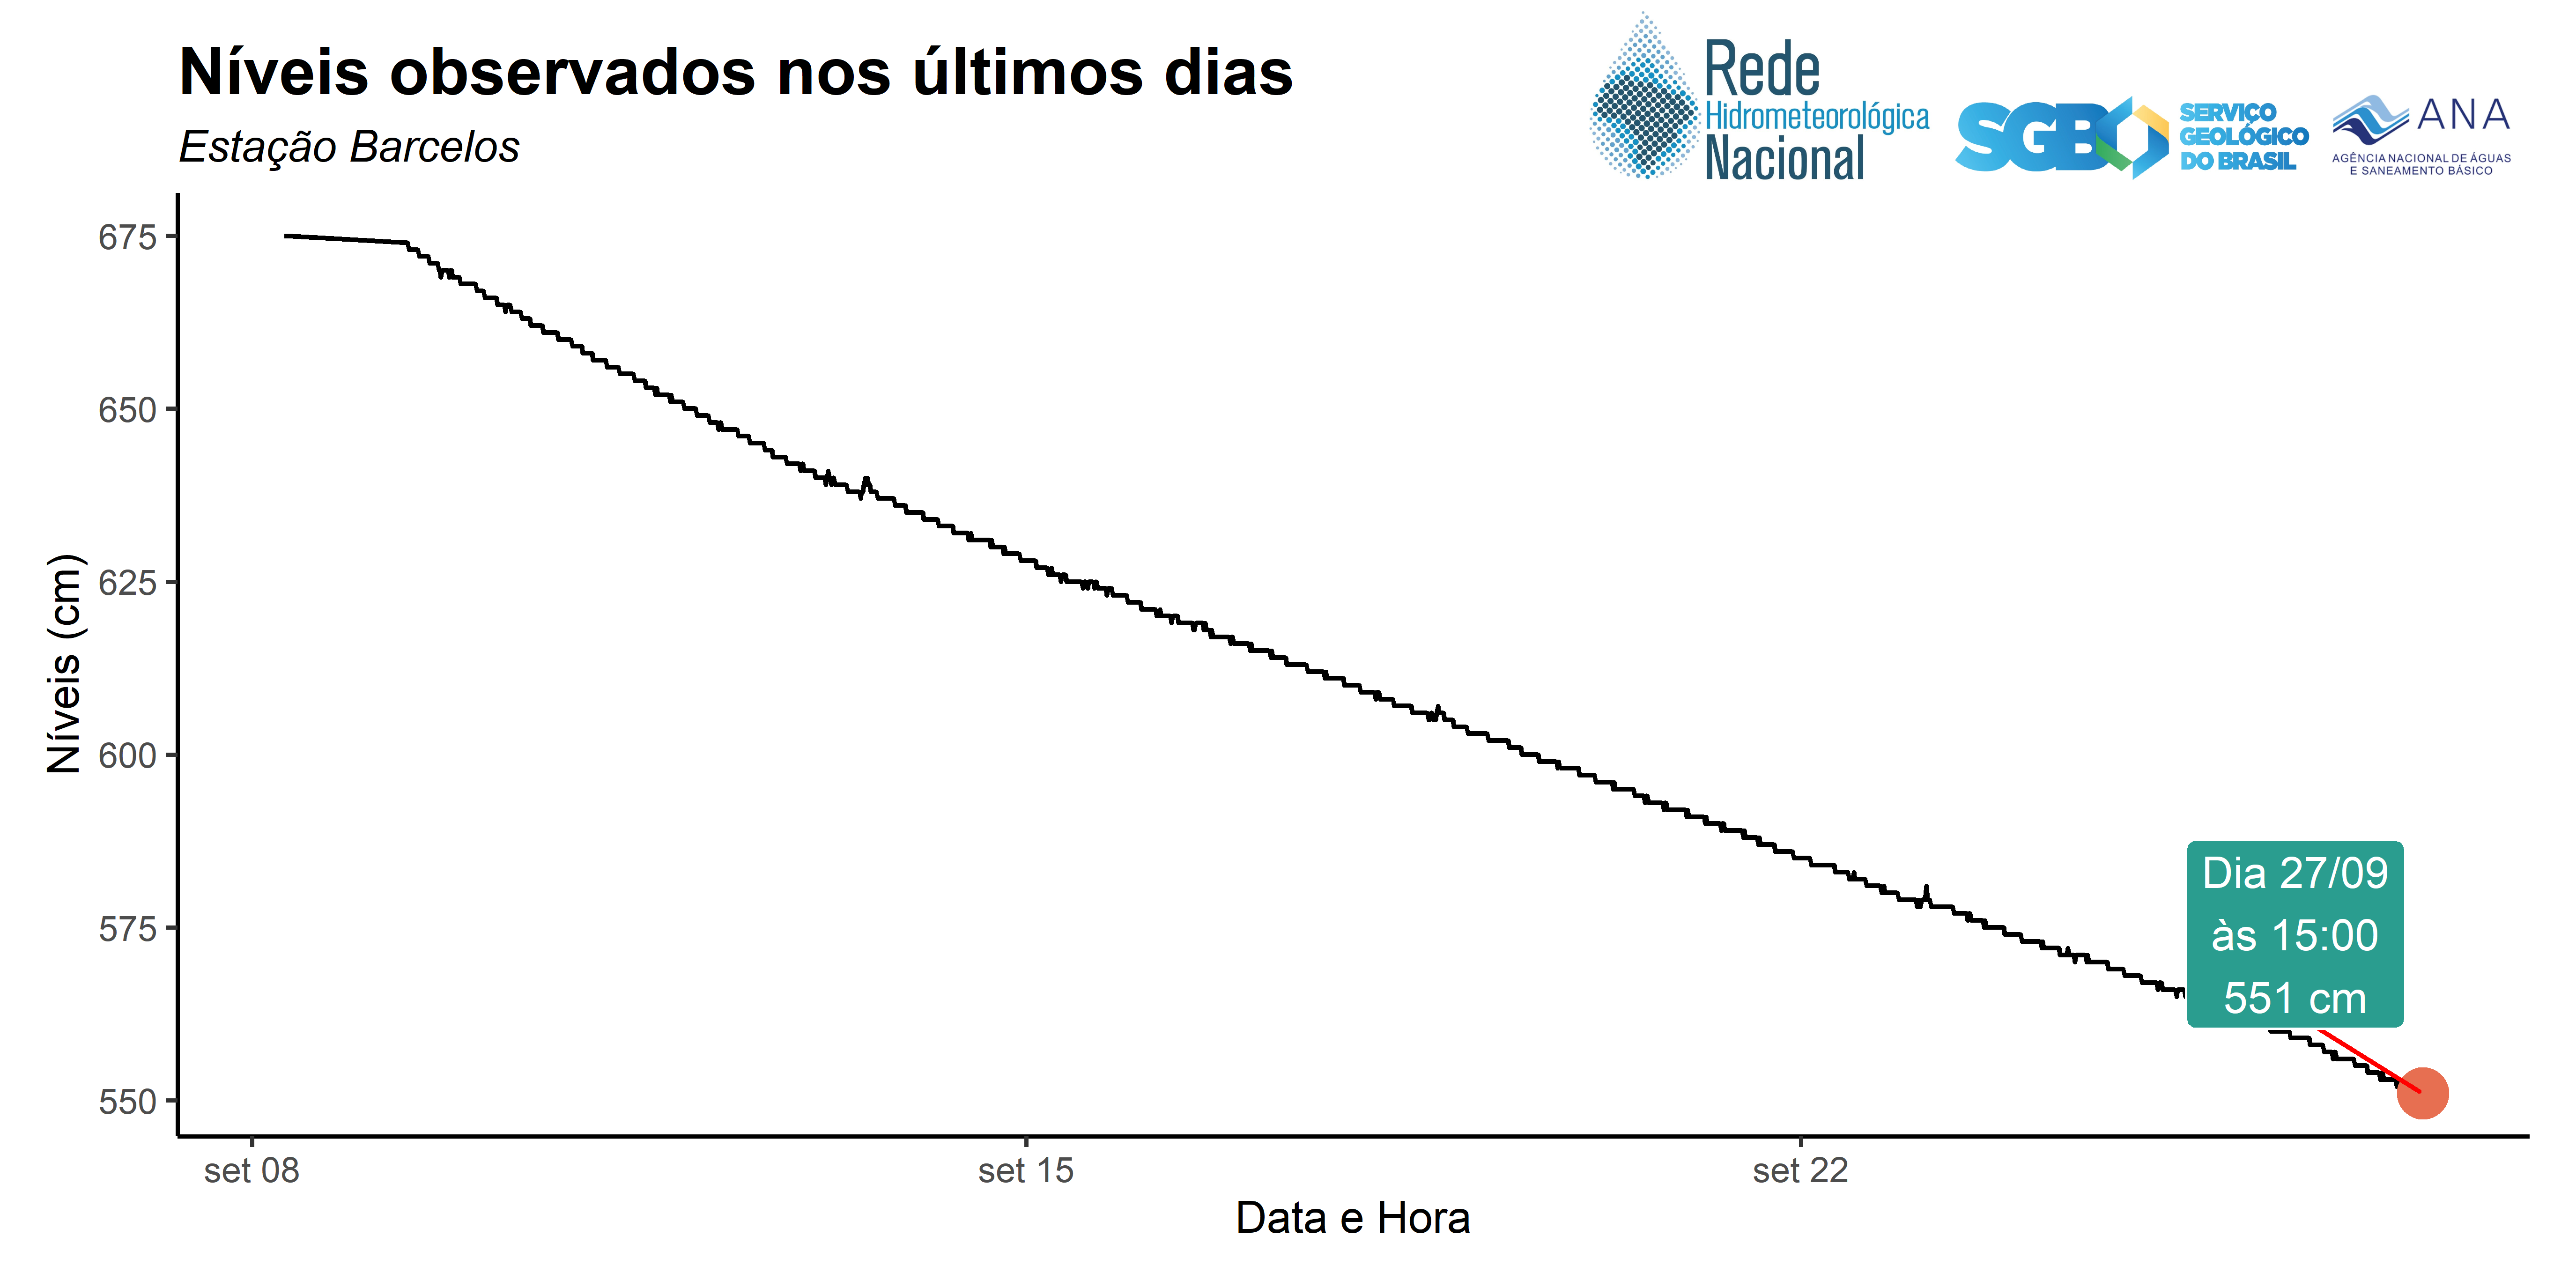 Níveis observados nos últimos dias
Estação Barcelos
Rede
Hidrometeorológica
Nacional
SGB
SERVIÇO
GEOLÓGICO
DO BRASIL
ANA
AGÊNCIA NACIONAL DE ÁGUAS
E SANEAMENTO BÁSICO
Níveis (cm)
675
650
625
600
575
550
Dia 27/09
às 15:00
551 cm
set 08
set 15
set 22
Data e Hora